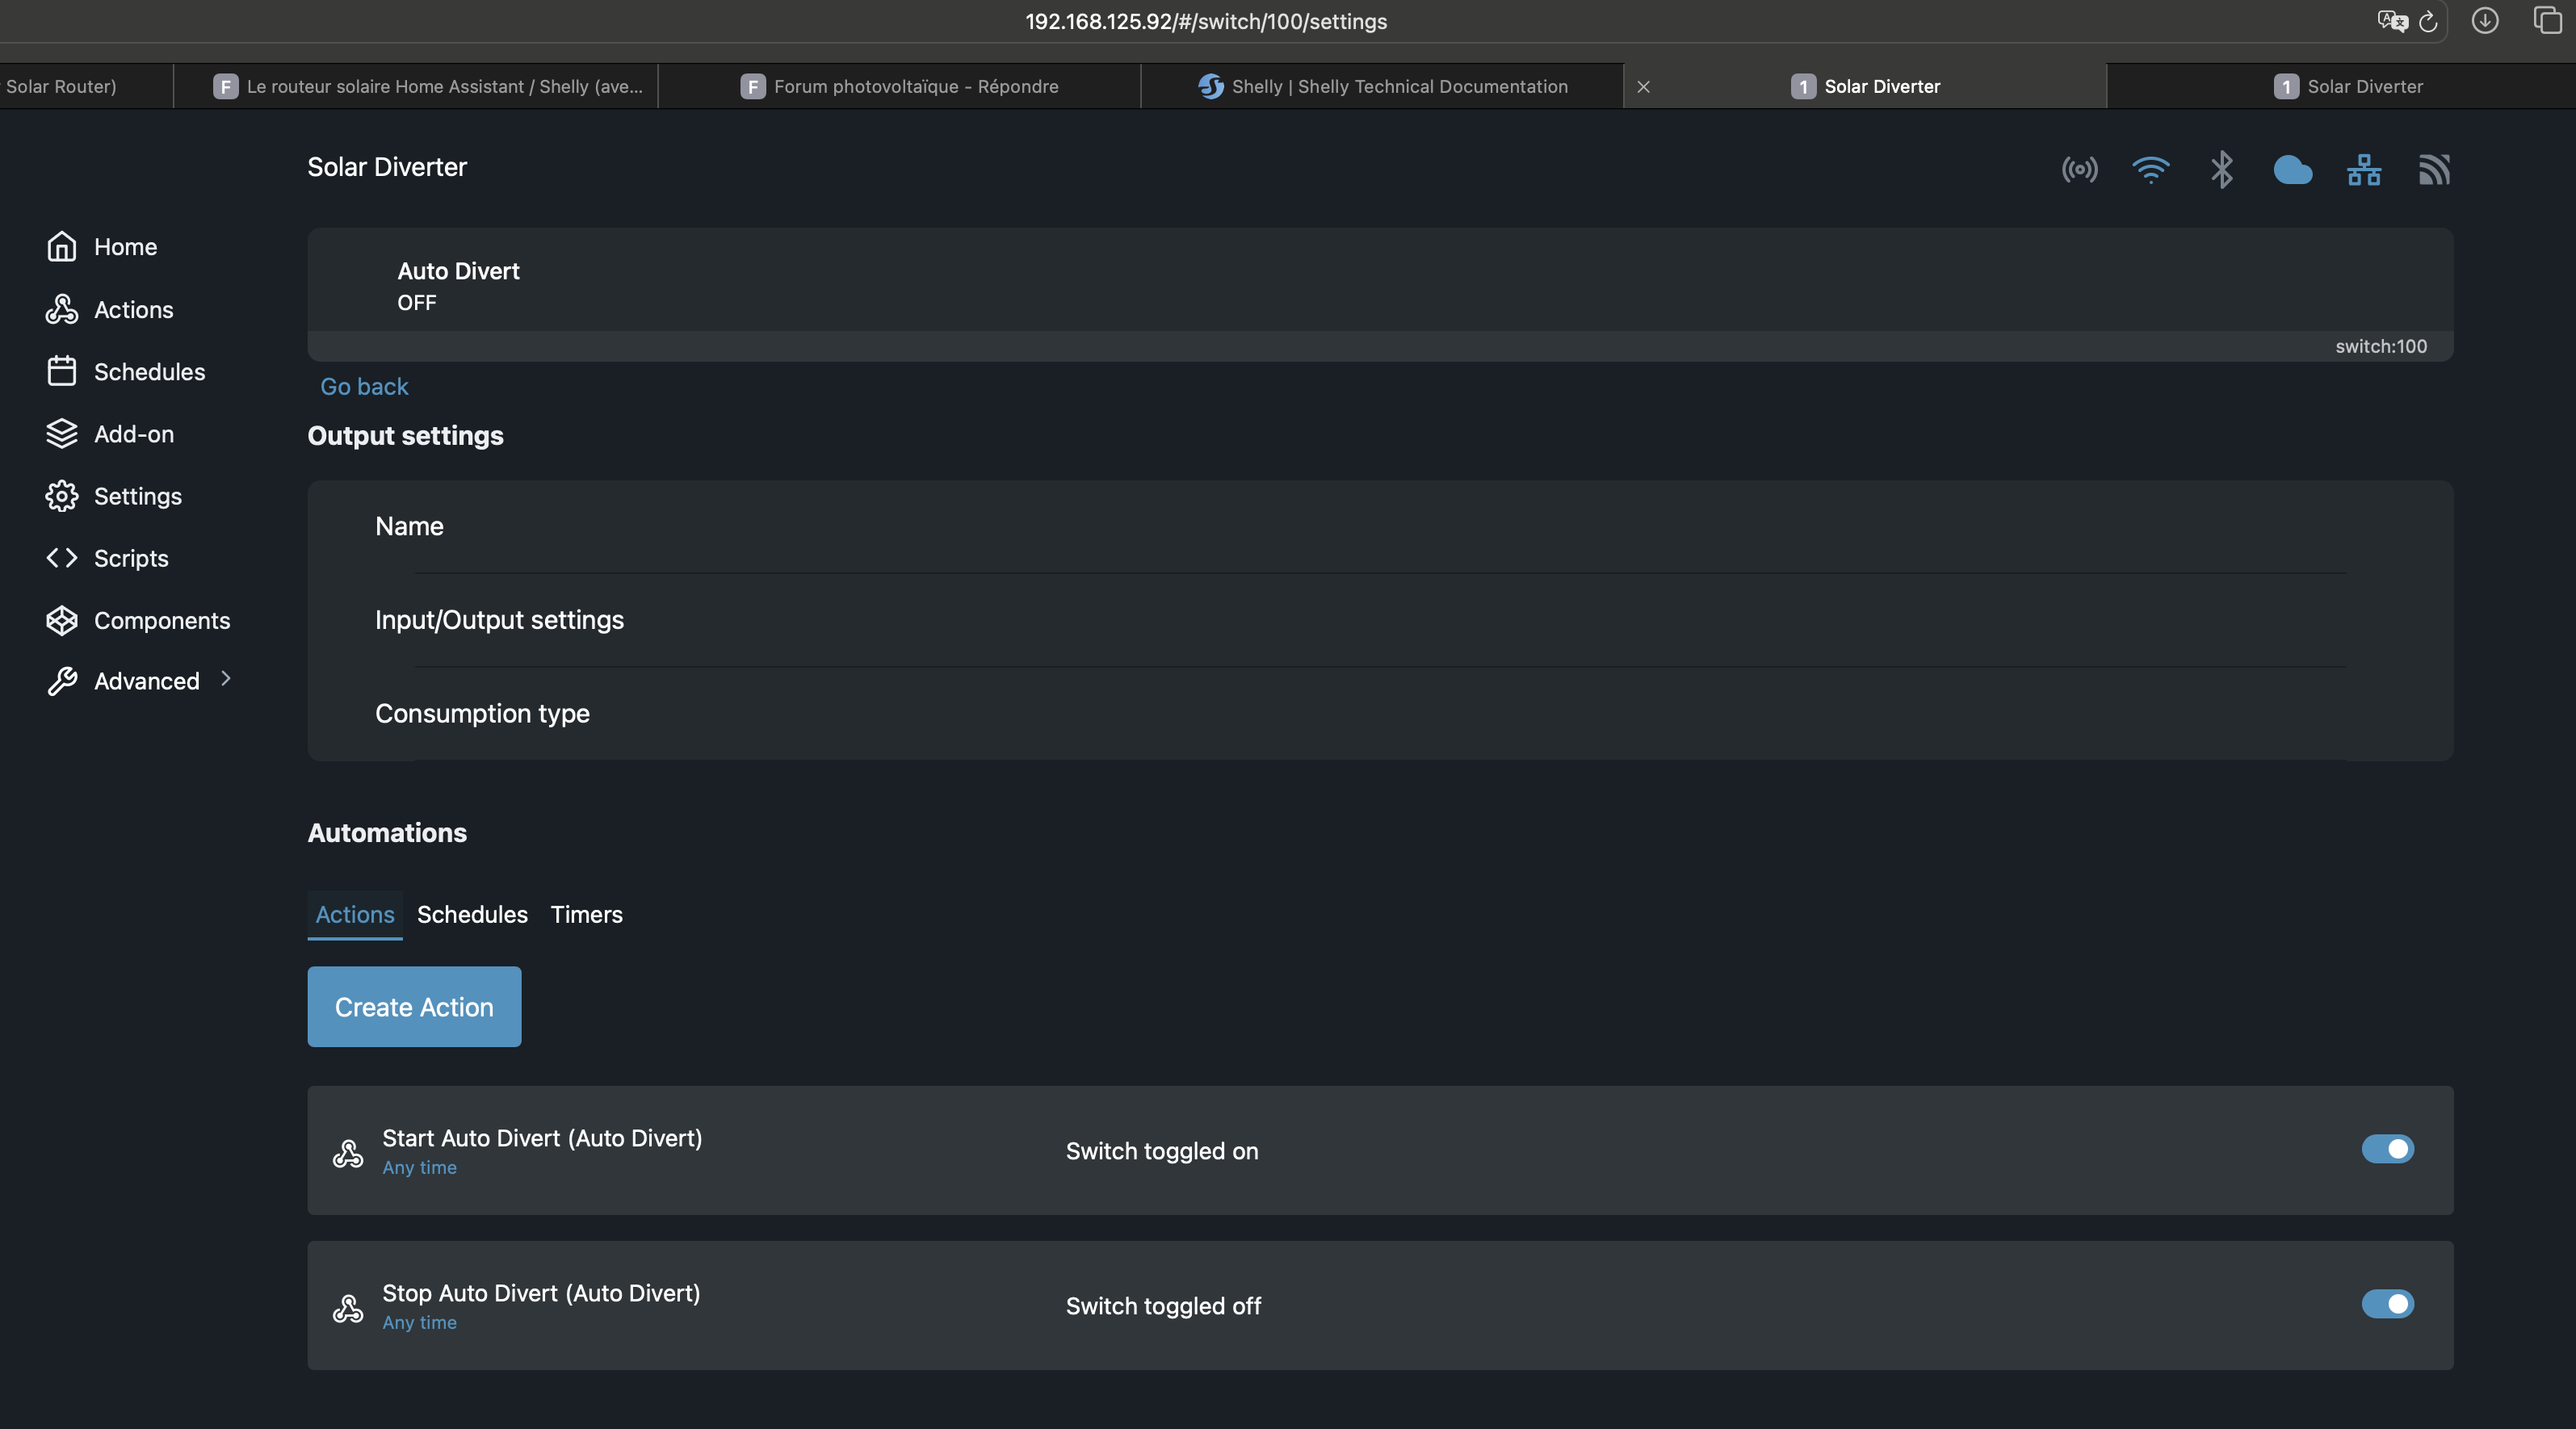 192.168.125.92/#/switch/100/settings
Solar Router)
F Le routeur solaire Home Assistant / Shelly (ave...
F Forum photovoltaïque - Répondre
Shelly | Shelly Technical Documentation
1 Solar Diverter
1 Solar Diverter
Solar Diverter
Home
Actions
Schedules
Add-on
Settings
Scripts
Components
Advanced
Auto Divert
OFF
switch:100
Go back
Output settings
Name
Input/Output settings
Consumption type
Automations
Actions Schedules Timers
Create Action
Start Auto Divert (Auto Divert)
Any time
Switch toggled on
Stop Auto Divert (Auto Divert)
Any time
Switch toggled off